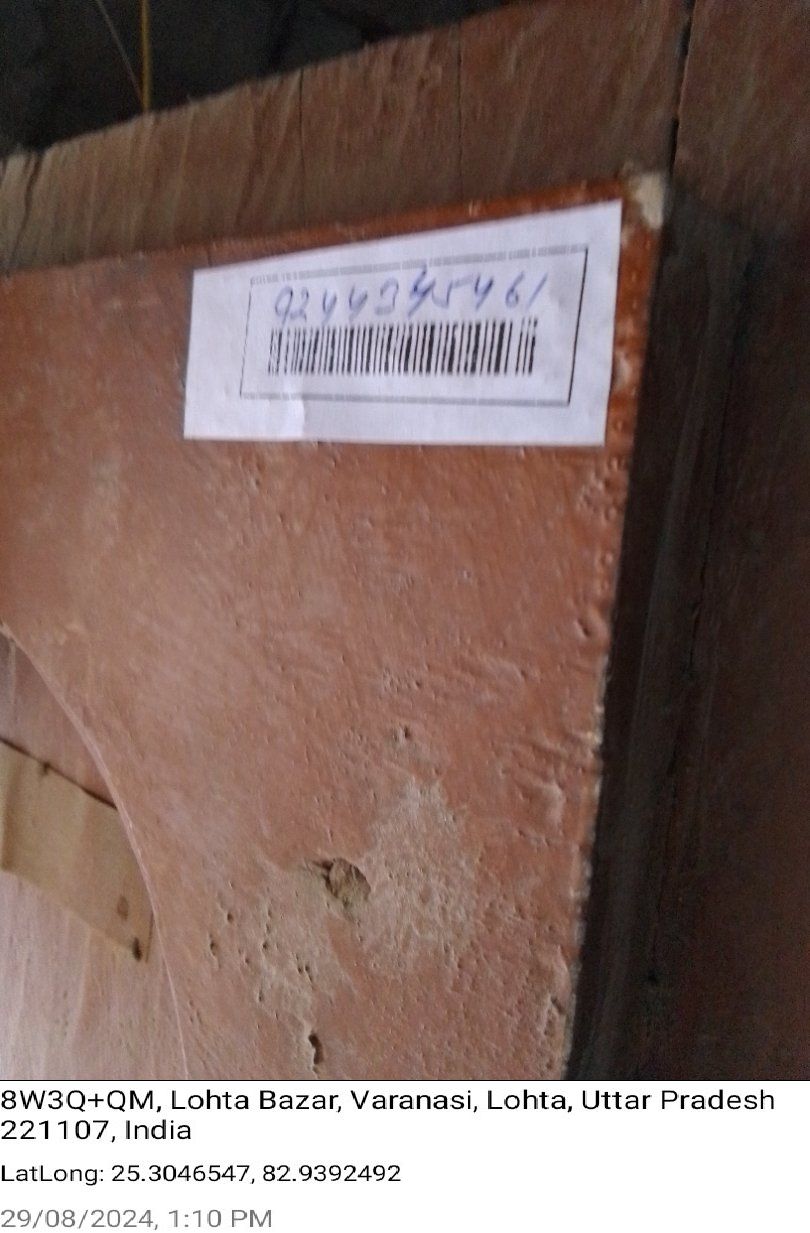 8W3Q+QM, Lohta Bazar, Varanasi, Lohta, Uttar Pradesh
221107, India
LatLong: 25.3046547, 82.9392492
29/08/2024, 1:10 PM